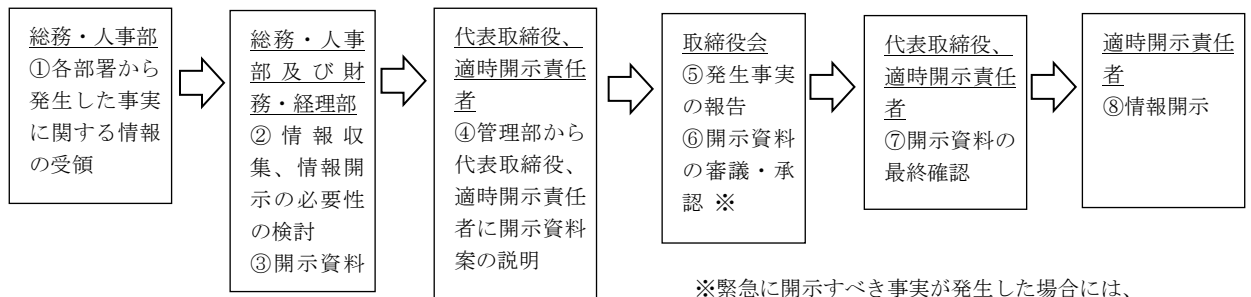 総務・人事部
①各部署から
発生した事実
に関する情報
の受領
総務・人事
部及び財
務・経理部
②情報収
集、情報開
示の必要性
の検討
③開示資料
代表取締役、
適時開示責任
者
④管理部から
代表取締役、
適時開示責任
者に開示資料
案の説明
取締役会
⑤発生事実
の報告
⑥開示資料
の審議・承
認 ※
代表取締役、
適時開示責任
者
⑦開示資料の
最終確認
適時開示責任
者
⑧情報開示
※緊急に開示すべき事実が発生した場合には、